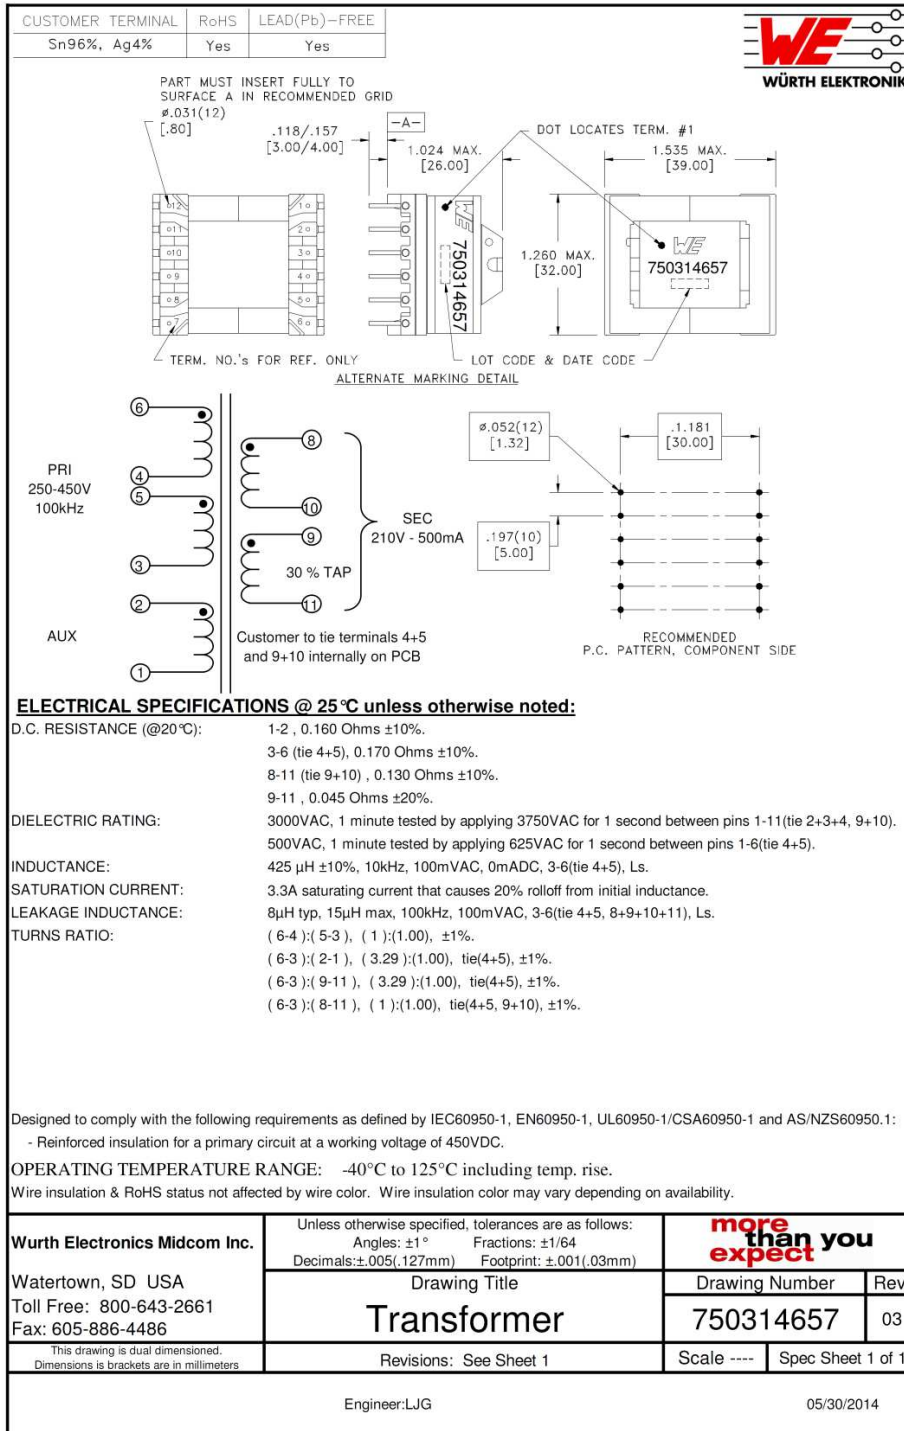 CUSTOMER TERMINAL RoHS LEAD(Pb)-FREE
Sn96%, Ag4% Yes Yes
WE
WÜRTH ELEKTRONIK
PART MUST INSERT FULLY TO
SURFACE A IN RECOMMENDED GRID
ø.031(12)
[.80]
.118/.157
[3.00/4.00]
-A-
1.024 MAX.
[26.00]
DOT LOCATES TERM. #1
1.535 MAX.
[39.00]
12
11
10
9
8
7
1
2
3
4
5
6
WE
750314657
1.260 MAX.
[32.00]
WE
750314657
TERM. NO.'s FOR REF. ONLY
LOT CODE & DATE CODE
ALTERNATE MARKING DETAIL
6
4
5
3
2
1
PRI
250-450V
100kHz
AUX
8
10
9
11
30 % TAP
SEC
210V - 500mA
Customer to tie terminals 4+5
and 9+10 internally on PCB
ø.052(12)
[1.32]
.1.181
[30.00]
.197(10)
[5.00]
RECOMMENDED
P.C. PATTERN, COMPONENT SIDE
ELECTRICAL SPECIFICATIONS @ 25°C unless otherwise noted:
D.C. RESISTANCE (@20°C): 1-2 , 0.160 Ohms ±10%.
3-6 (tie 4+5), 0.170 Ohms ±10%.
8-11 (tie 9+10) , 0.130 Ohms ±10%.
9-11 , 0.045 Ohms ±20%.
DIELECTRIC RATING: 3000VAC, 1 minute tested by applying 3750VAC for 1 second between pins 1-11(tie 2+3+4, 9+10).
500VAC, 1 minute tested by applying 625VAC for 1 second between pins 1-6(tie 4+5).
INDUCTANCE: 425 µH ±10%, 10kHz, 100mVAC, 0mADC, 3-6(tie 4+5), Ls.
SATURATION CURRENT: 3.3A saturating current that causes 20% rolloff from initial inductance.
LEAKAGE INDUCTANCE: 8µH typ, 15µH max, 100kHz, 100mVAC, 3-6(tie 4+5, 8+9+10+11), Ls.
TURNS RATIO: ( 6-4 ):( 5-3 ), ( 1 ):(1.00), ±1%.
( 6-3 ):( 2-1 ), ( 3.29 ):(1.00), tie(4+5), ±1%.
( 6-3 ):( 9-11 ), ( 3.29 ):(1.00), tie(4+5), ±1%.
( 6-3 ):( 8-11 ), ( 1 ):(1.00), tie(4+5, 9+10), ±1%.
Designed to comply with the following requirements as defined by IEC60950-1, EN60950-1, UL60950-1/CSA60950-1 and AS/NZS60950.1:
- Reinforced insulation for a primary circuit at a working voltage of 450VDC.
OPERATING TEMPERATURE RANGE: -40°C to 125°C including temp. rise.
Wire insulation & RoHS status not affected by wire color. Wire insulation color may vary depending on availability.
Wurth Electronics Midcom Inc.
Watertown, SD USA
Toll Free: 800-643-2661
Fax: 605-886-4486
This drawing is dual dimensioned.
Dimensions is brackets are in millimeters
Unless otherwise specified, tolerances are as follows:
Angles: ±1° Fractions: ±1/64
Decimals:±.005(.127mm) Footprint: ±.001(.03mm)
Drawing Title
Transformer
Revisions: See Sheet 1
more
than you
expect
Drawing Number Rev
750314657 03
Scale ---- Spec Sheet 1 of 1
Engineer:LJG 05/30/2014